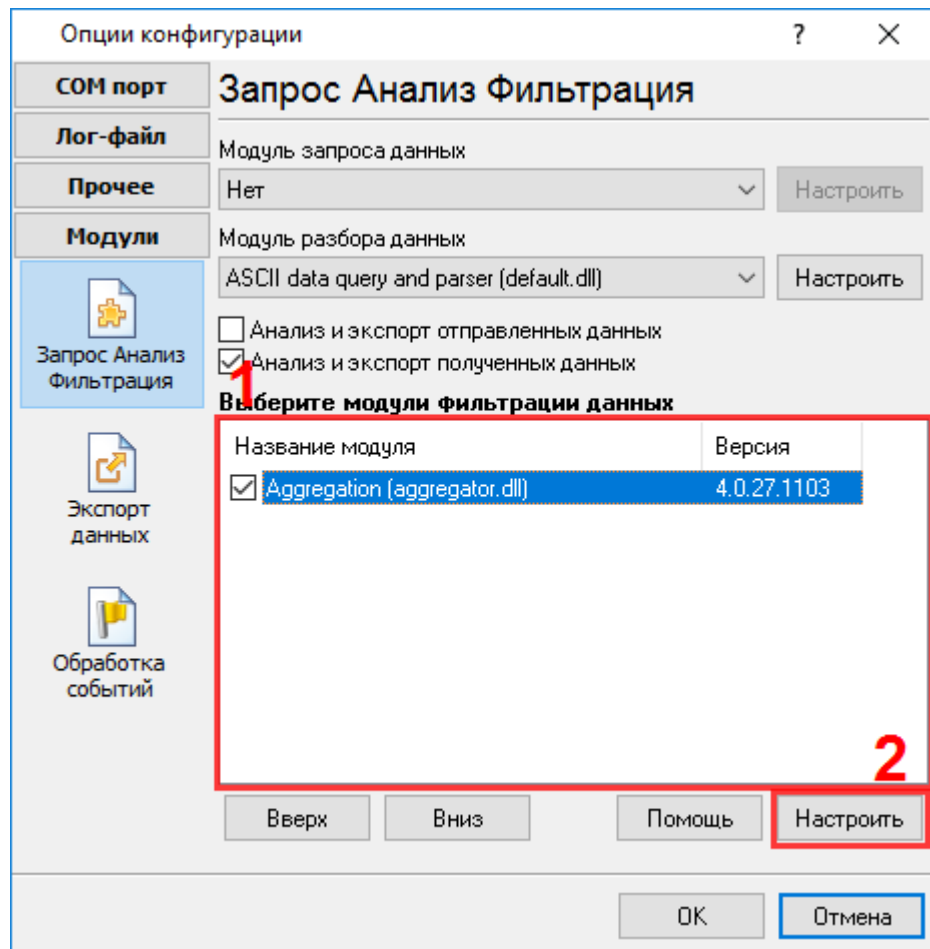 Опции конфигурации ? ×
COM порт
Лог-файл
Прочее
Модули
Запрос Анализ
Фильтрация
Экспорт
данных
Обработка
событий
Запрос Анализ Фильтрация
Модуль запроса данных
Нет Настроить
Модуль разбора данных
ASCII data query and parser (default.dll) Настроить
Анализ и экспорт отправленных данных
Анализ и экспорт полученных данных
1
Выберите модули фильтрации данных
Название модуля Версия
Aggregation (aggregator.dll) 4.0.27.1103
2
Вверх Вниз Помощь Настроить
OK Отмена